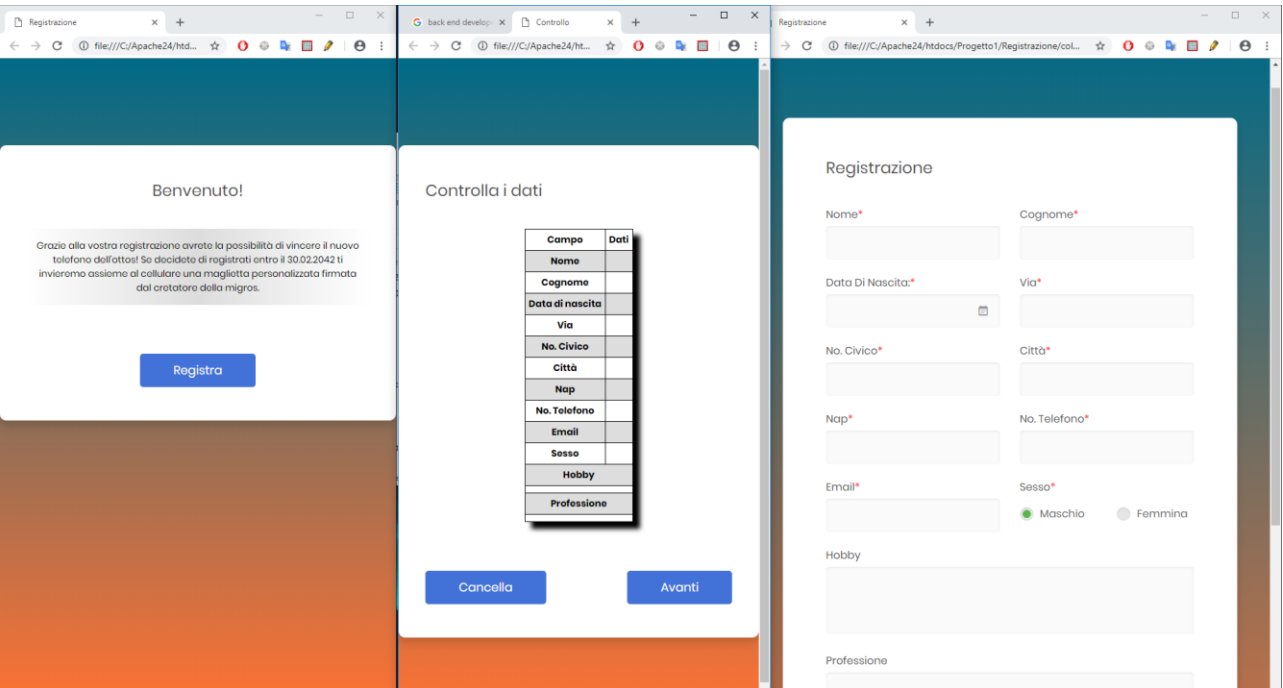 Registrazione
file:///C:/Apache24/htd...
Benvenuto!
Grazie alla vostra registrazione avrete la possibilità di vincere il nuovo
telefono dell'ottos! Se decidete di registrati entro il 30.02.2042 ti
invieremo assieme al cellulare una maglietta personalizzata firmata
dal cretatore della migros.
Registra
back end develop
Controllo
file:///C:/Apache24/ht...
Controlla i dati
Campo Dati
Nome
Cognome
Data di nascita
Via
No. Civico
Città
Nap
No. Telefono
Email
Sesso
Hobby
Professione
Cancella Avanti
Registrazione
file:///C:/Apache24/htdocs/Progetto1/Registrazione/col...
Registrazione
Nome* Cognome*
Data Di Nascita:* Via*
No. Civico* Città*
Nap* No. Telefono*
Email* Sesso*
Maschio Femmina
Hobby
Professione